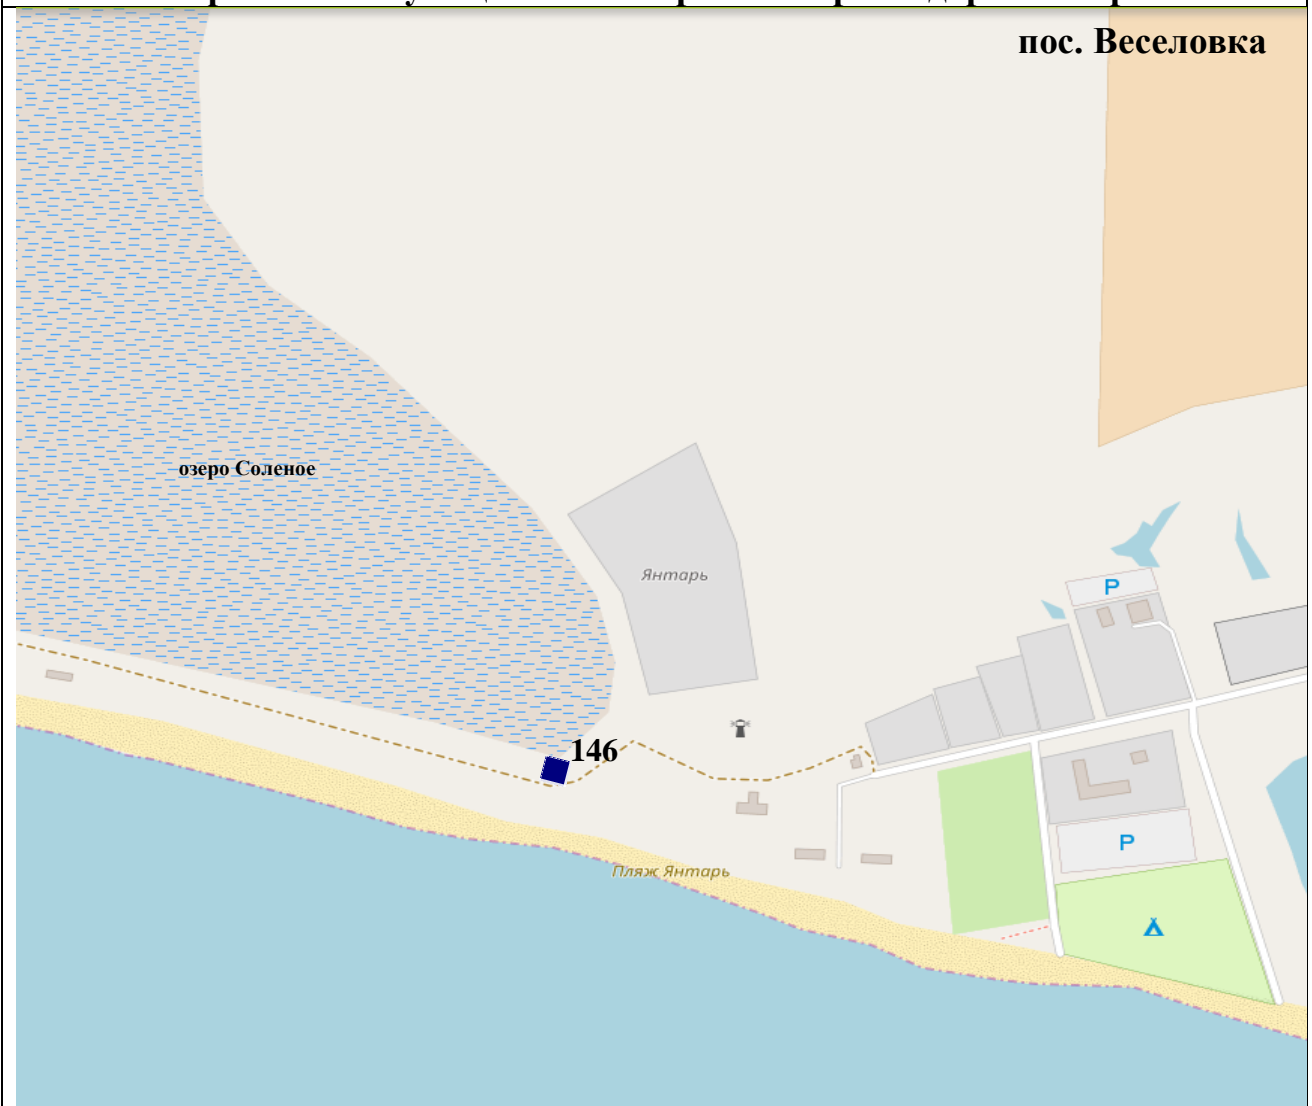 пос. Веселовка
озеро Соленое
Янтарь
P
146
P
Пляж Янтарь